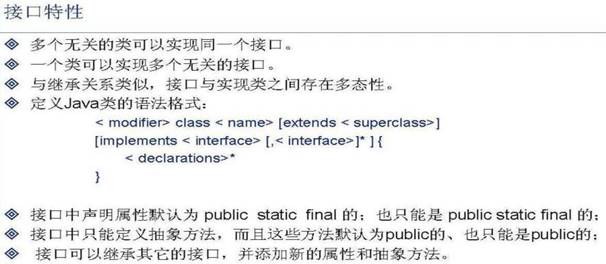 接口特性
多个无关的类可以实现同一个接口。
一个类可以实现多个无关的接口。
与继承关系类似，接口与实现类之间存在多态性。
定义Java类的语法格式：
< modifier> class < name> [extends < superclass>]
[implements < interface> [,< interface>]* ] {
< declarations>*
}
接口中声明属性默认为 public static final 的；也只能是 public static final 的；
接口中只能定义抽象方法，而且这些方法默认为public的、也只能是public的；
接口可以继承其它的接口，并添加新的属性和抽象方法。